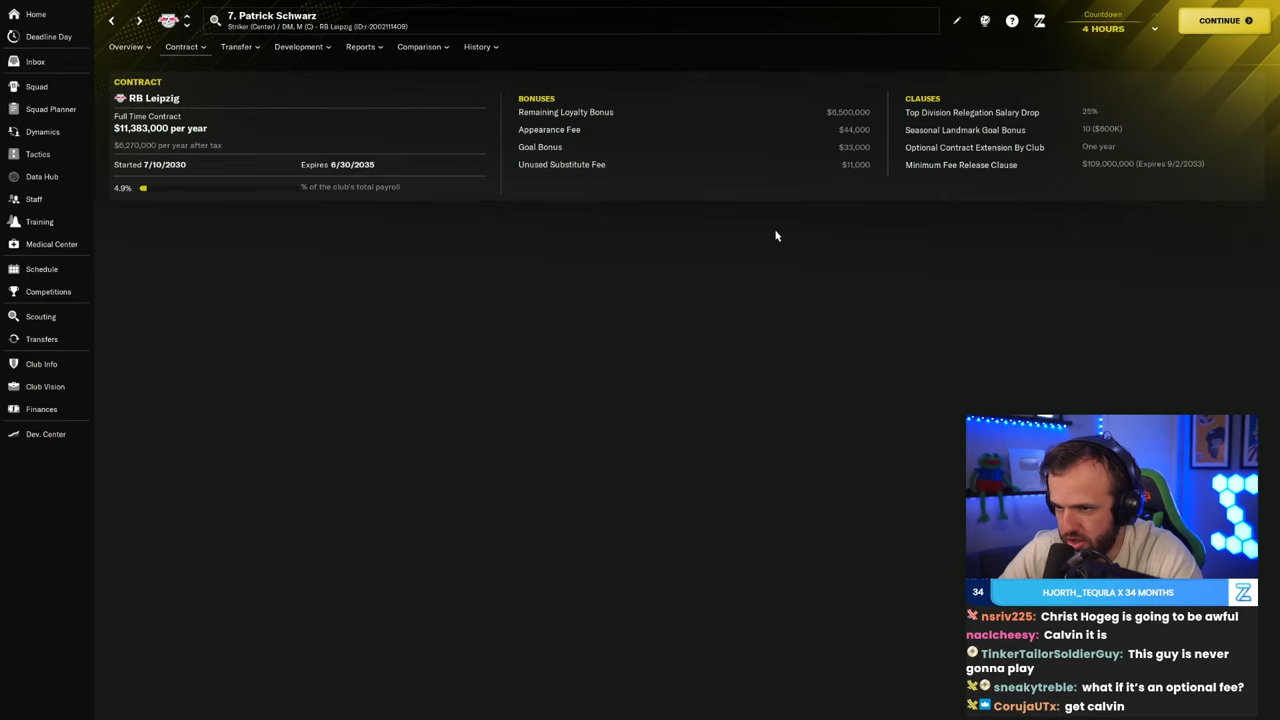 Home
Deadline Day
Inbox
Squad
Squad Planner
Dynamics
Tactics
Data Hub
Staff
Training
Medical Center
Schedule
Competitions
Scouting
Transfers
Club Info
Club Vision
Finances
Dev. Center
7. Patrick Schwarz
Striker (Center) / DM, M (C) - RB Leipzig (ID:r-2002111409)
Countdown
4 HOURS
CONTINUE
Overview
Contract
Transfer
Development
Reports
Comparison
History
CONTRACT
RB Leipzig
Full Time Contract
$11,383,000 per year
$6,270,000 per year after tax
Started 7/10/2030 Expires 6/30/2035
4.9% % of the club's total payroll
BONUSES
Remaining Loyalty Bonus $6,500,000
Appearance Fee $44,000
Goal Bonus $33,000
Unused Substitute Fee $11,000
CLAUSES
Top Division Relegation Salary Drop 25%
Seasonal Landmark Goal Bonus 10 ($600K)
Optional Contract Extension By Club One year
Minimum Fee Release Clause $109,000,000 (Expires 9/2/2033)
34 HJORTH_TEQUILA X 34 MONTHS
nsriv225: Christ Hogeg is going to be awful
naclcheesy: Calvin it is
TinkerTailorSoldierGuy: This guy is never
gonna play
sneakytreble: what if it's an optional fee?
CorujaUTx: get calvin